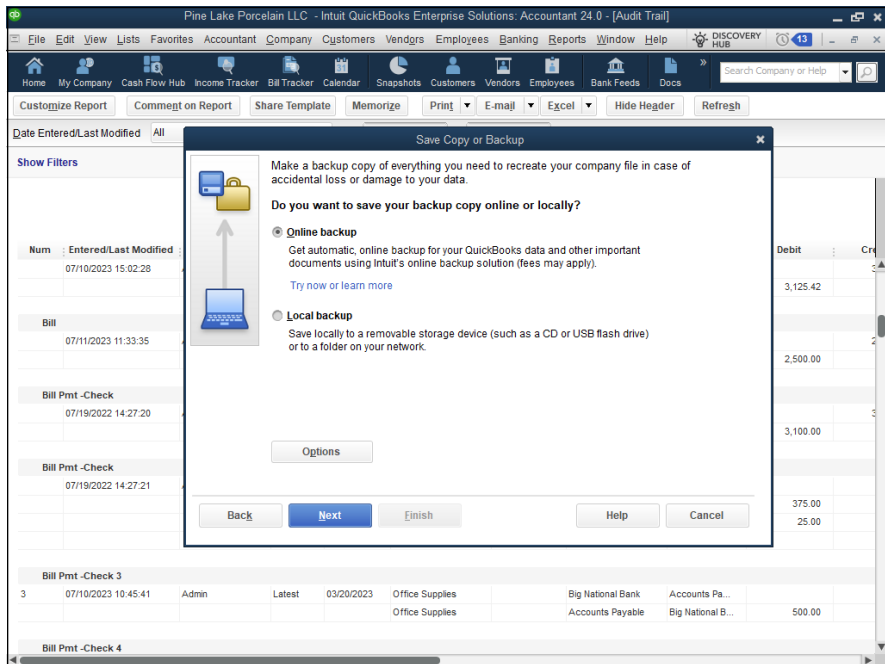 qb Pine Lake Porcelain LLC - Intuit QuickBooks Enterprise Solutions: Accountant 24.0 - [Audit Trail]
File Edit View Lists Favorites Accountant Company Customers Vendors Employees Banking Reports Window Help DISCOVERY HUB 13
Home My Company Cash Flow Hub Income Tracker Bill Tracker Calendar Snapshots Customers Vendors Employees Bank Feeds Docs » Search Company or Help
Customize Report Comment on Report Share Template Memorize Print E-mail Excel Hide Header Refresh
Date Entered/Last Modified All
Save Copy or Backup
Show Filters
Make a backup copy of everything you need to recreate your company file in case of
accidental loss or damage to your data.
Do you want to save your backup copy online or locally?
Online backup
Num Entered/Last Modified Debit
Get automatic, online backup for your QuickBooks data and other important
documents using Intuit's online backup solution (fees may apply).
07/10/2023 15:02:28
Try now or learn more 3,125.42
Local backup
Bill
Save locally to a removable storage device (such as a CD or USB flash drive)
or to a folder on your network.
07/11/2023 11:33:35
2,500.00
Bill Pmt -Check
07/19/2022 14:27:20
3,100.00
Options
Bill Pmt -Check
07/19/2022 14:27:21
375.00
Back Next Finish Help Cancel
25.00
Bill Pmt -Check 3
3 07/10/2023 10:45:41 Admin Latest 03/20/2023 Office Supplies Big National Bank Accounts Pa...
Office Supplies Accounts Payable Big National B... 500.00
Bill Pmt -Check 4